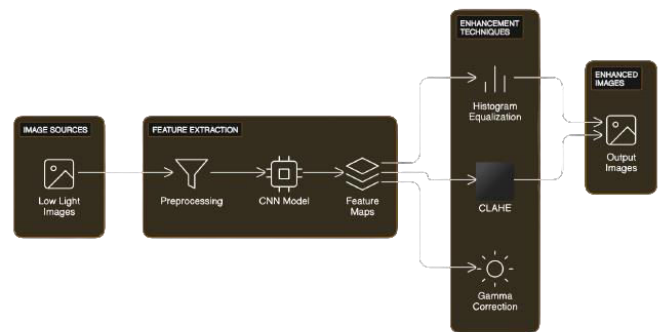 IMAGE SOURCES
Low Light
Images
FEATURE EXTRACTION
Preprocessing
CNN Model
Feature
Maps
ENHANCEMENT
TECHNIQUES
Histogram
Equalization
CLAHE
Gamma
Correction
ENHANCED
IMAGES
Output
Images